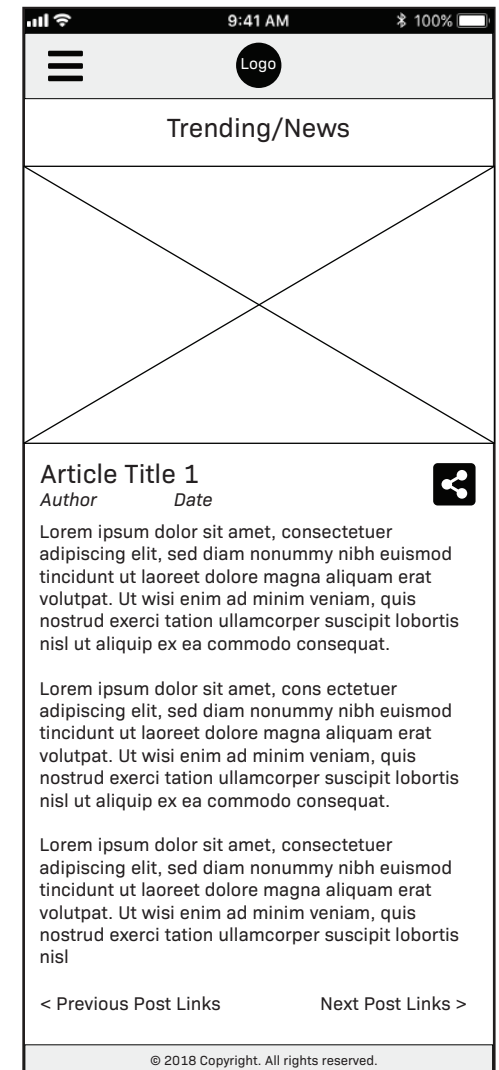 9:41 AM 100%
Logo
Trending/News
Article Title 1
Author Date
Lorem ipsum dolor sit amet, consectetuer
adipiscing elit, sed diam nonummy nibh euismod
tincidunt ut laoreet dolore magna aliquam erat
volutpat. Ut wisi enim ad minim veniam, quis
nostrud exerci tation ullamcorper suscipit lobortis
nisl ut aliquip ex ea commodo consequat.
Lorem ipsum dolor sit amet, cons ectetuer
adipiscing elit, sed diam nonummy nibh euismod
tincidunt ut laoreet dolore magna aliquam erat
volutpat. Ut wisi enim ad minim veniam, quis
nostrud exerci tation ullamcorper suscipit lobortis
nisl ut aliquip ex ea commodo consequat.
Lorem ipsum dolor sit amet, consectetuer
adipiscing elit, sed diam nonummy nibh euismod
tincidunt ut laoreet dolore magna aliquam erat
volutpat. Ut wisi enim ad minim veniam, quis
nostrud exerci tation ullamcorper suscipit lobortis
nisl
< Previous Post Links Next Post Links >
© 2018 Copyright. All rights reserved.